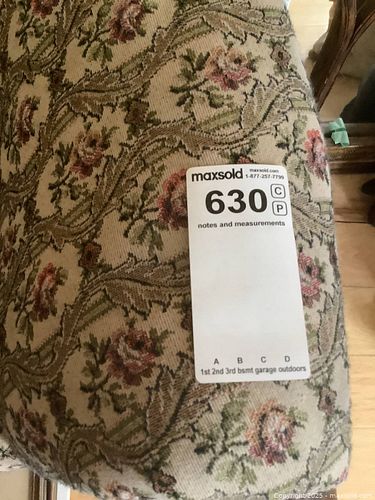 maxsold maxsold.com
1-877-257-7799
630 C
P
notes and measurements
A B C D
1st 2nd 3rd bsmt garage outdoors
Copyright 2025 - maxsold.com